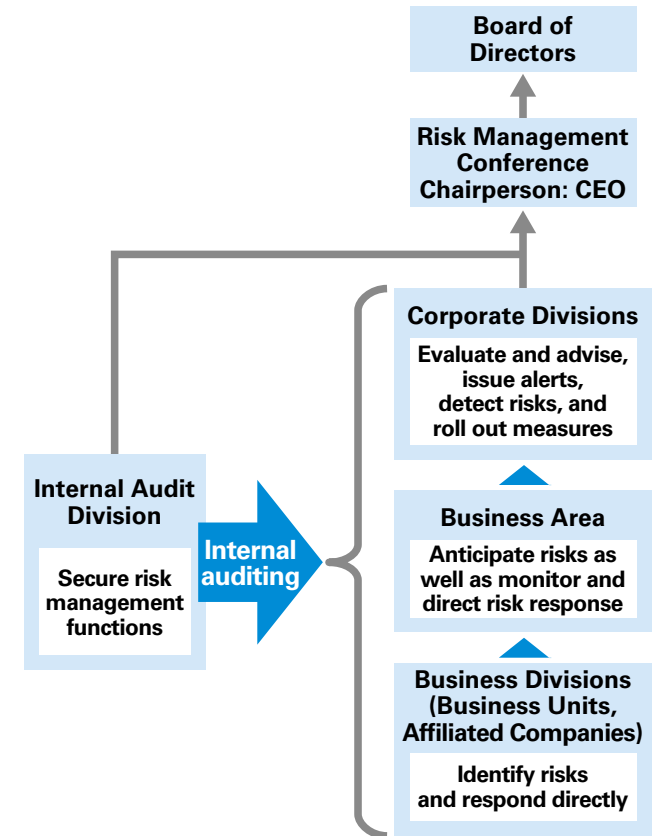 Board of
Directors
Risk Management
Conference
Chairperson: CEO
Corporate Divisions
Evaluate and advise,
issue alerts,
detect risks, and
roll out measures
Internal Audit
Division
Secure risk
management
functions
Internal
auditing
Business Area
Anticipate risks as
well as monitor and
direct risk response
Business Divisions
(Business Units,
Affiliated Companies)
Identify risks
and respond directly